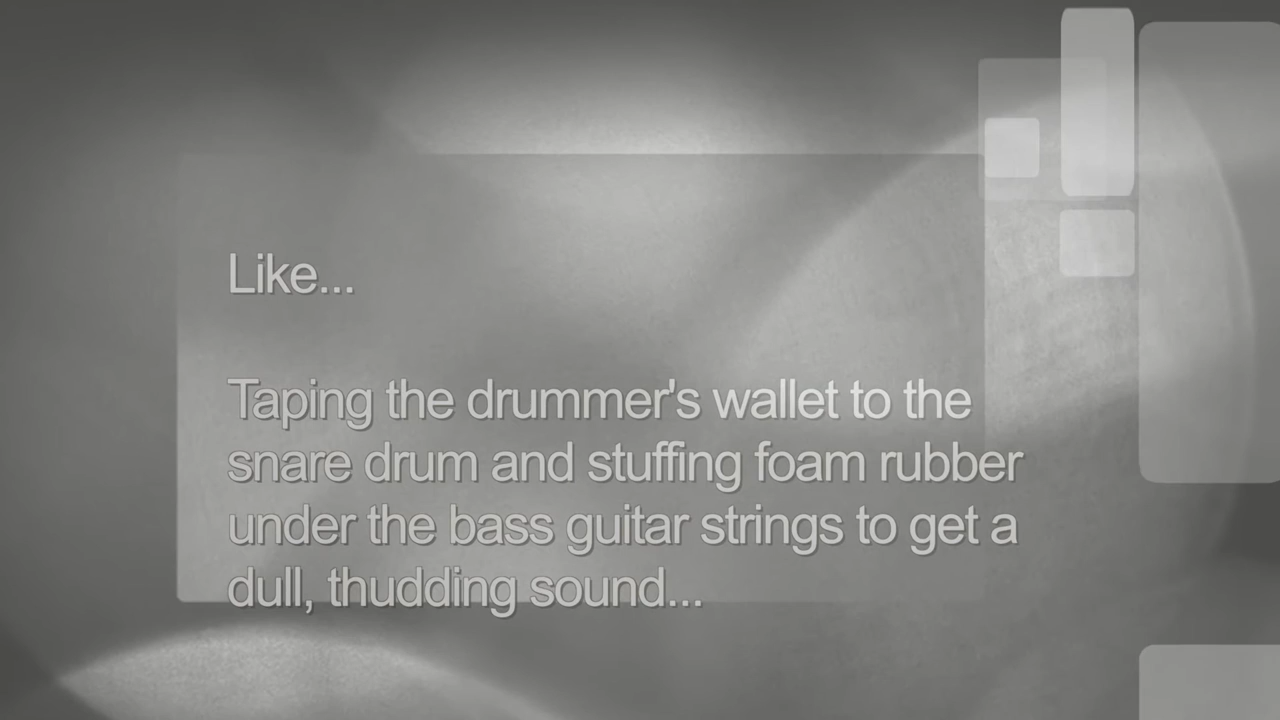 Like...
Taping the drummer's wallet to the
snare drum and stuffing foam rubber
under the bass guitar strings to get a
dull, thudding sound...